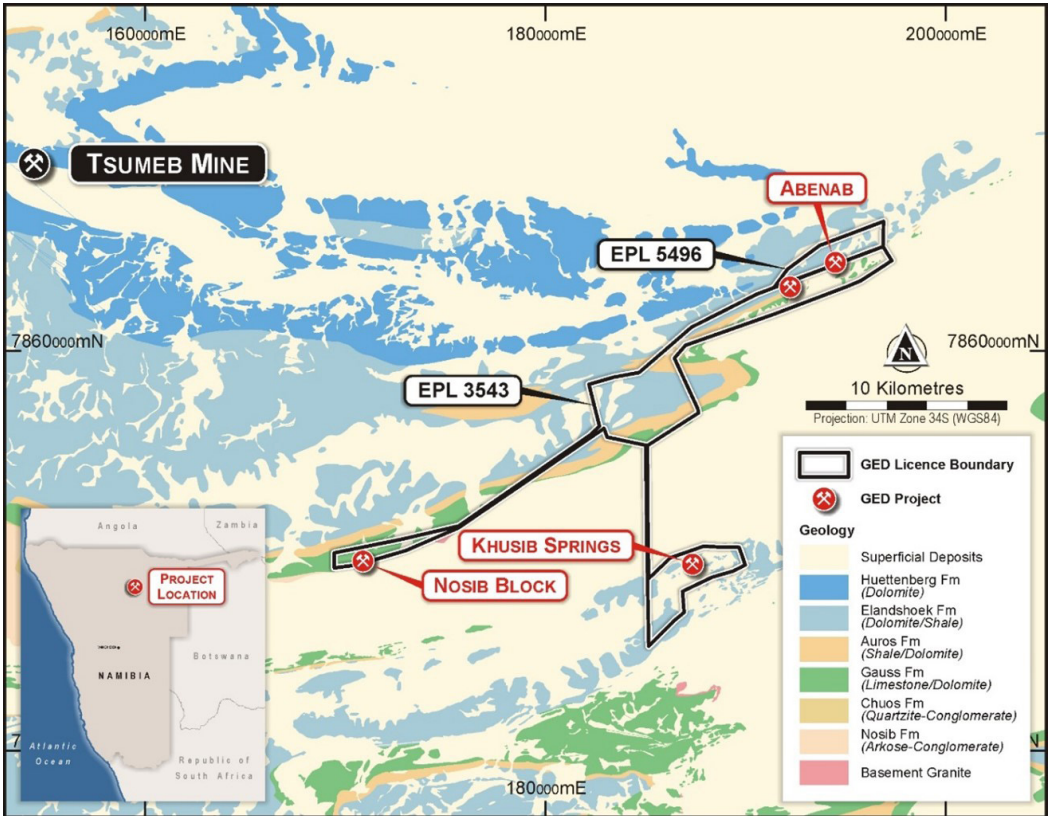 160000mE
180000mE
200000mE
TSUMEB MINE
ABENAB
EPL 5496
7860000mN
7860000mN
N
EPL 3543
10 Kilometres
Projection: UTM Zone 34S (WGS84)
GED Licence Boundary
GED Project
Geology
Superficial Deposits
Huettenberg Fm
(Dolomite)
Elandshoek Fm
(Dolomite/Shale)
Auros Fm
(Shale/Dolomite)
Gauss Fm
(Limestone/Dolomite)
Chuos Fm
(Quartzite-Conglomerate)
Nosib Fm
(Arkose-Conglomerate)
Basement Granite
KHUSIB SPRINGS
NOSIB BLOCK
Angola
Zambia
PROJECT
LOCATION
Botswana
NAMIBIA
Atlantic
Ocean
Republic of
South Africa
7
N
180000mE